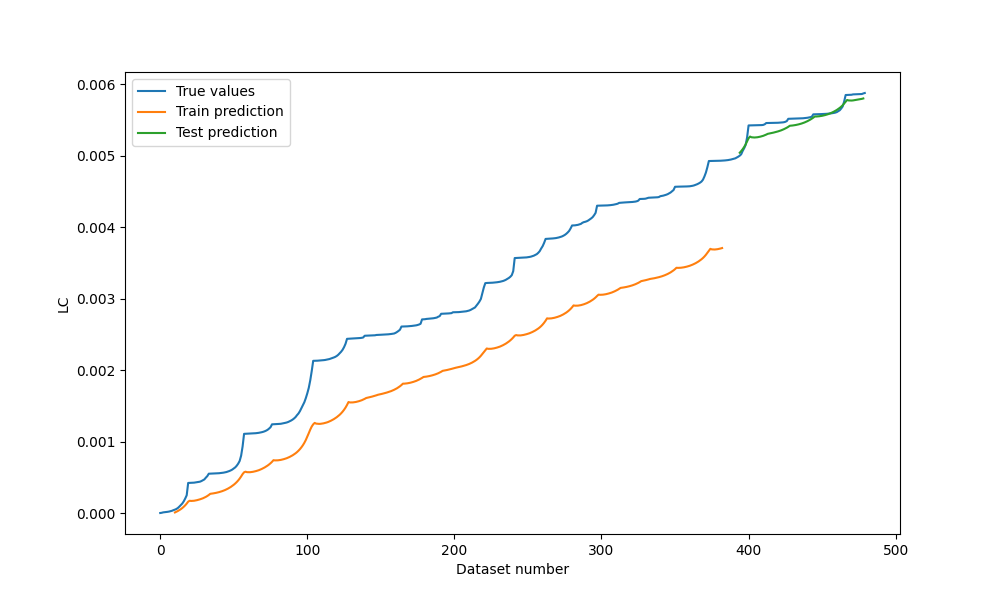 True values
Train prediction
Test prediction
0.006
0.005
0.004
0.003
0.002
0.001
0.000
LC
0 100 200 300 400 500
Dataset number